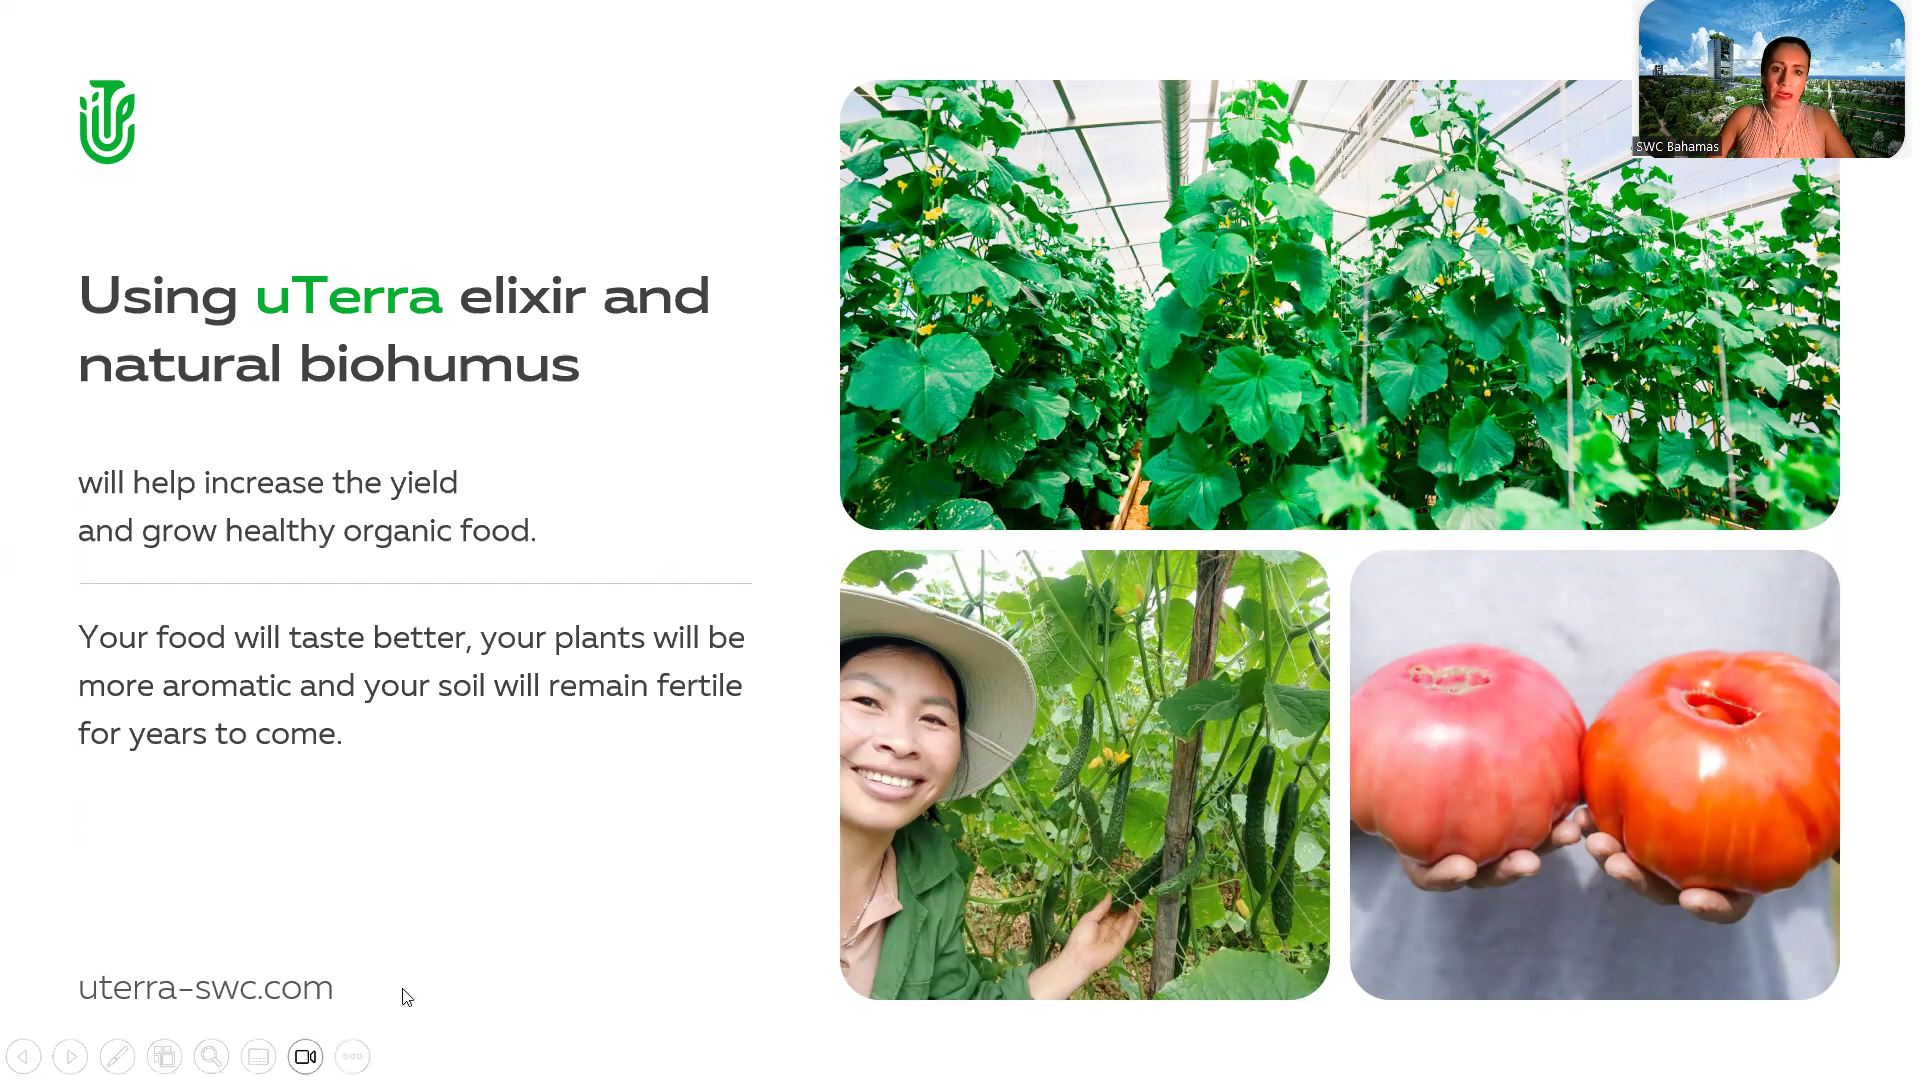 SWC Bahamas
Using uTerra elixir and
natural biohumus
will help increase the yield
and grow healthy organic food.
Your food will taste better, your plants will be
more aromatic and your soil will remain fertile
for years to come.
uterra-swc.com